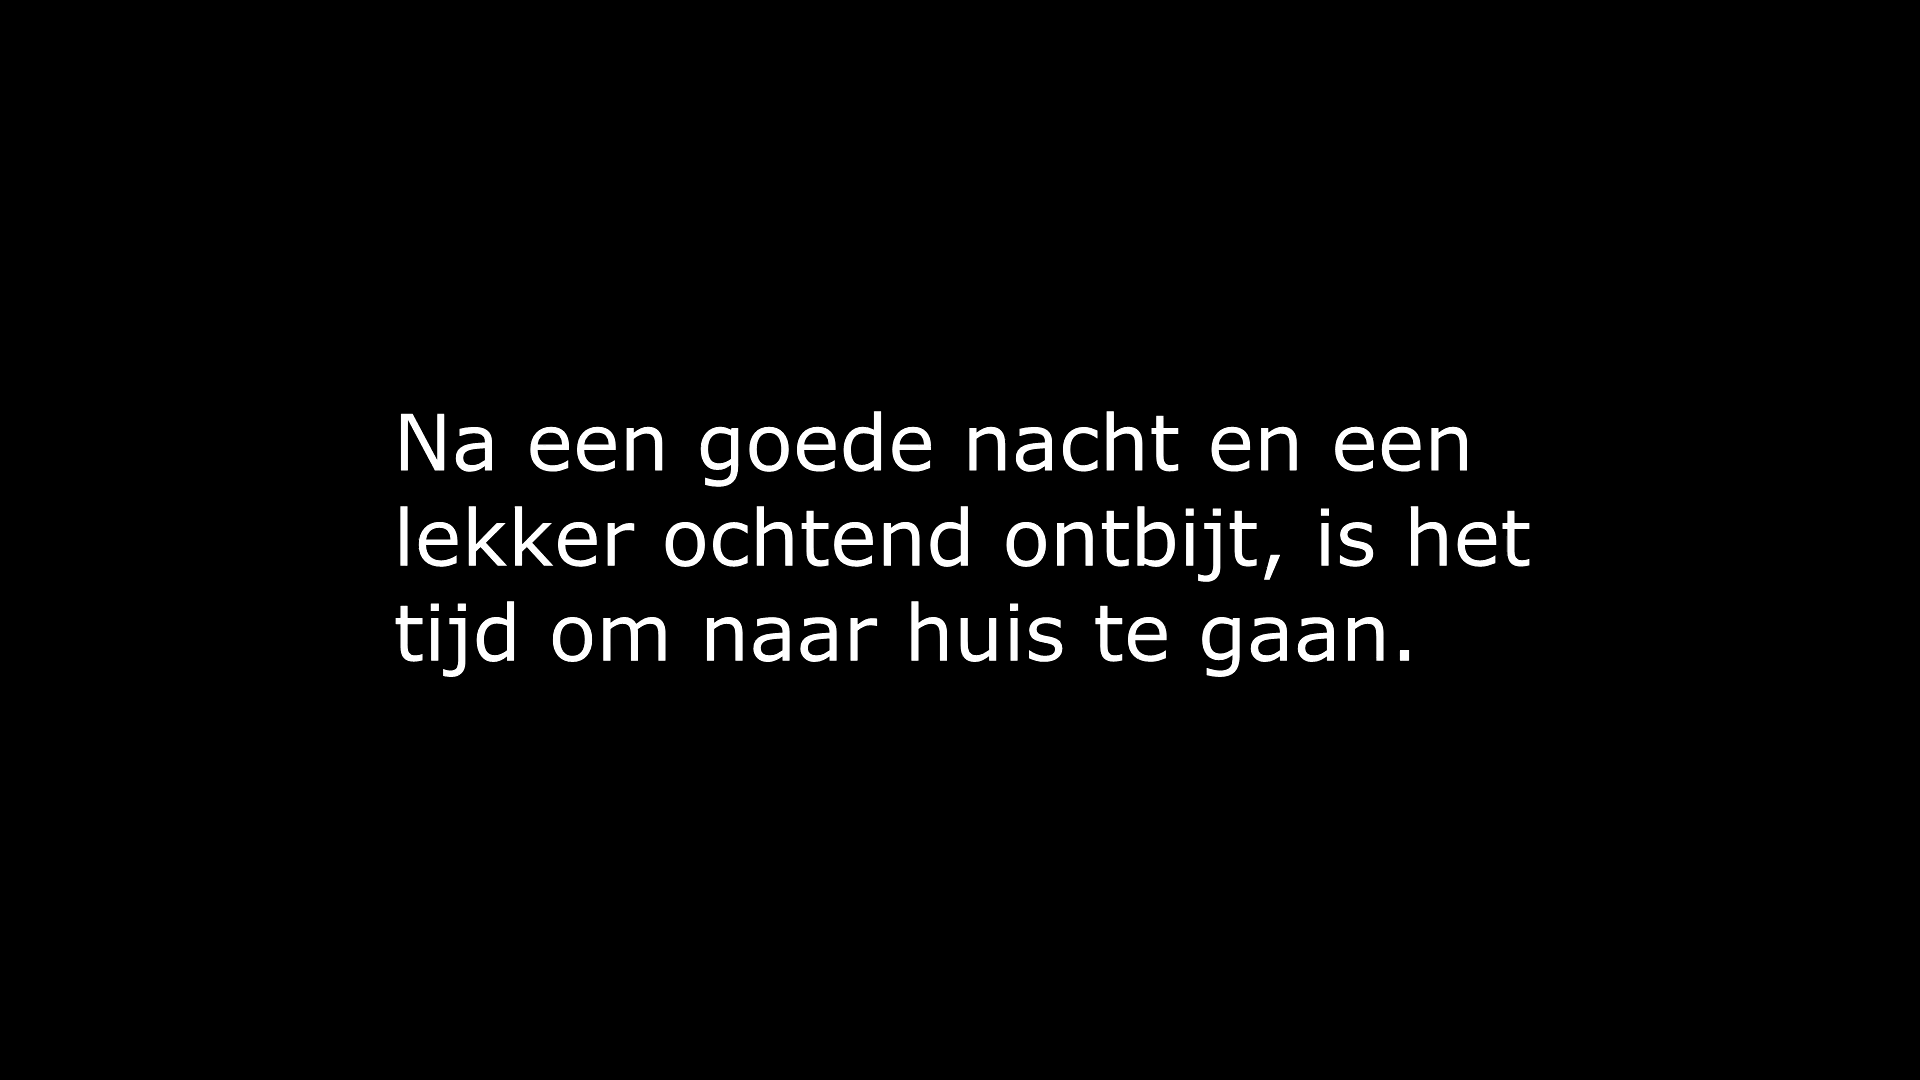 Na een goede nacht en een
lekker ochtend ontbijt, is het
tijd om naar huis te gaan.